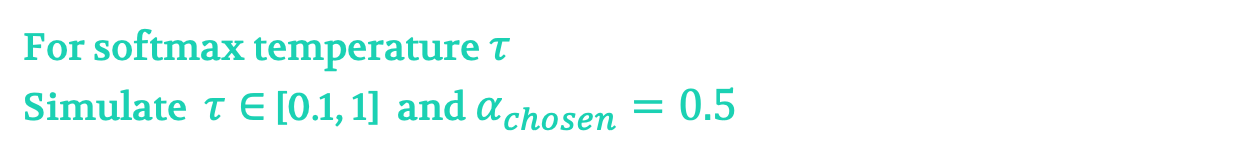 For softmax temperature τ
Simulate τ ∈ [0.1, 1] and α_chosen = 0.5